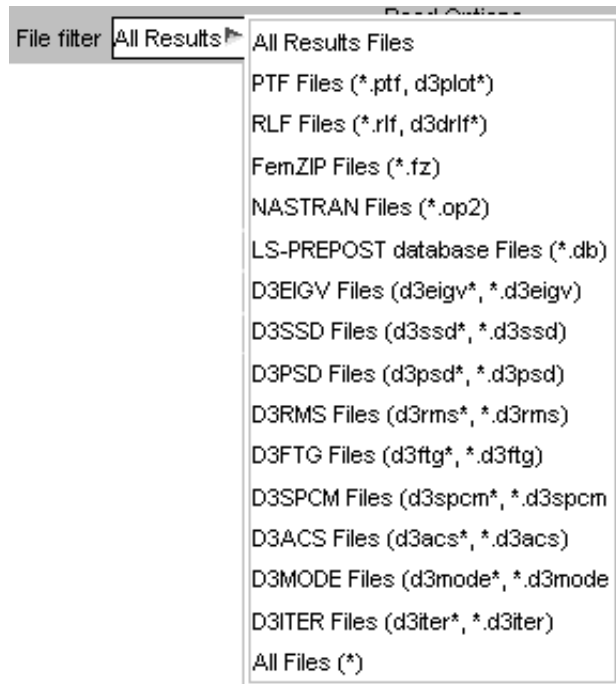 File filter All Results
All Results Files
PTF Files (*.ptf, d3plot*)
RLF Files (*.rlf, d3drlf*)
FemZIP Files (*.fz)
NASTRAN Files (*.op2)
LS-PREPOST database Files (*.db)
D3EIGV Files (d3eigv*, *.d3eigv)
D3SSD Files (d3ssd*, *.d3ssd)
D3PSD Files (d3psd*, *.d3psd)
D3RMS Files (d3rms*, *.d3rms)
D3FTG Files (d3ftg*, *.d3ftg)
D3SPCM Files (d3spcm*, *.d3spcm
D3ACS Files (d3acs*, *.d3acs)
D3MODE Files (d3mode*, *.d3mode
D3ITER Files (d3iter*, *.d3iter)
All Files (*)